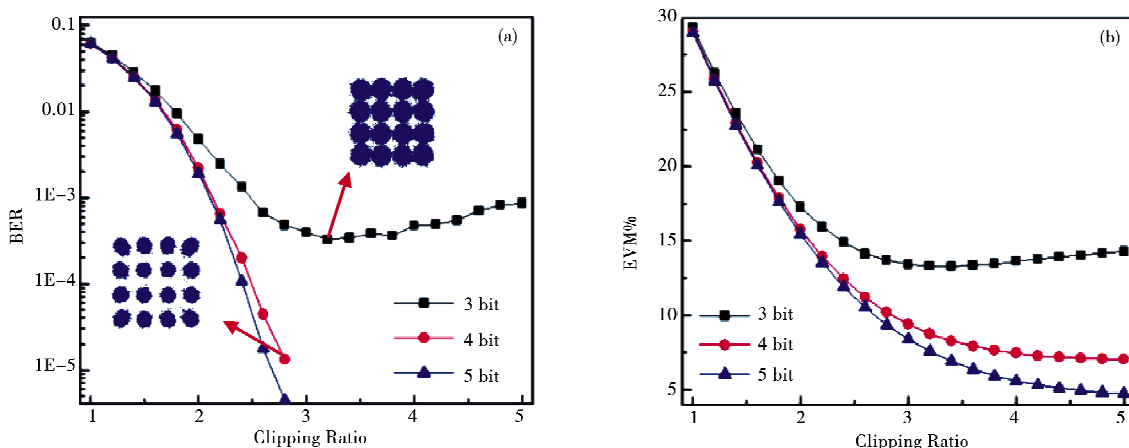 0.1
0.01
1E-3
1E-4
1E-5
BER
(a)
3 bit
4 bit
5 bit
1 2 3 4 5
Clipping Ratio
30
25
20
15
10
5
EVM%
(b)
3 bit
4 bit
5 bit
1 2 3 4 5
Clipping Ratio